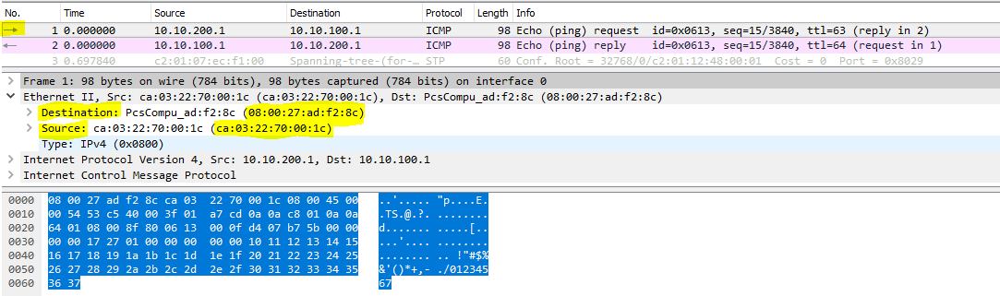 No. Time Source Destination Protocol Length Info
1 0.000000 10.10.200.1 10.10.100.1 ICMP 98 Echo (ping) request id=0x0613, seq=15/3840, ttl=63 (reply in 2)
2 0.000000 10.10.100.1 10.10.200.1 ICMP 98 Echo (ping) reply id=0x0613, seq=15/3840, ttl=64 (request in 1)
3 0.697840 c2:01:07:ec:f1:00 Spanning-tree-(for-… STP 60 Conf. Root = 32768/0/c2:01:12:48:00:01 Cost = 0 Port = 0x8029
Frame 1: 98 bytes on wire (784 bits), 98 bytes captured (784 bits) on interface 0
Ethernet II, Src: ca:03:22:70:00:1c (ca:03:22:70:00:1c), Dst: PcsCompu_ad:f2:8c (08:00:27:ad:f2:8c)
Destination: PcsCompu_ad:f2:8c (08:00:27:ad:f2:8c)
Source: ca:03:22:70:00:1c (ca:03:22:70:00:1c)
Type: IPv4 (0x0800)
Internet Protocol Version 4, Src: 10.10.200.1, Dst: 10.10.100.1
Internet Control Message Protocol
0000 08 00 27 ad f2 8c ca 03 22 70 00 1c 08 00 45 00 ..'..... "p....E.
0010 00 54 53 c5 40 00 3f 01 a7 cd 0a 0a c8 01 0a 0a .TS.@.?. ........
0020 64 01 08 00 8f 80 06 13 00 0f d4 07 b7 5b 00 00 d....... .....[..
0030 00 00 17 27 01 00 00 00 00 00 10 11 12 13 14 15 ...'.... ........
0040 16 17 18 19 1a 1b 1c 1d 1e 1f 20 21 22 23 24 25 ........ .. !"#$%
0050 26 27 28 29 2a 2b 2c 2d 2e 2f 30 31 32 33 34 35 &'()*+,- ./012345
0060 36 37 67